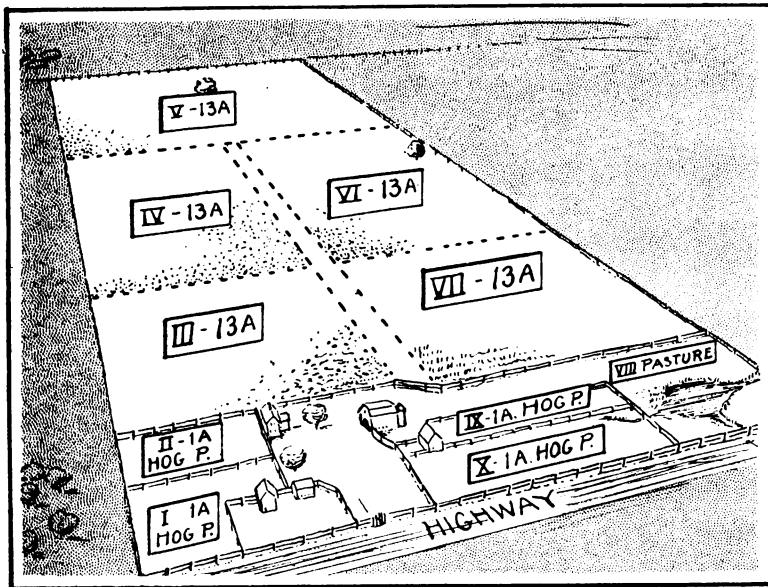 V - 13A
IV - 13A
VI - 13A
III - 13A
VII - 13A
VIII PASTURE
II - 1A
HOG P.
IX - 1A. HOG P.
X - 1A. HOG P.
I 1A
HOG P.
HIGHWAY